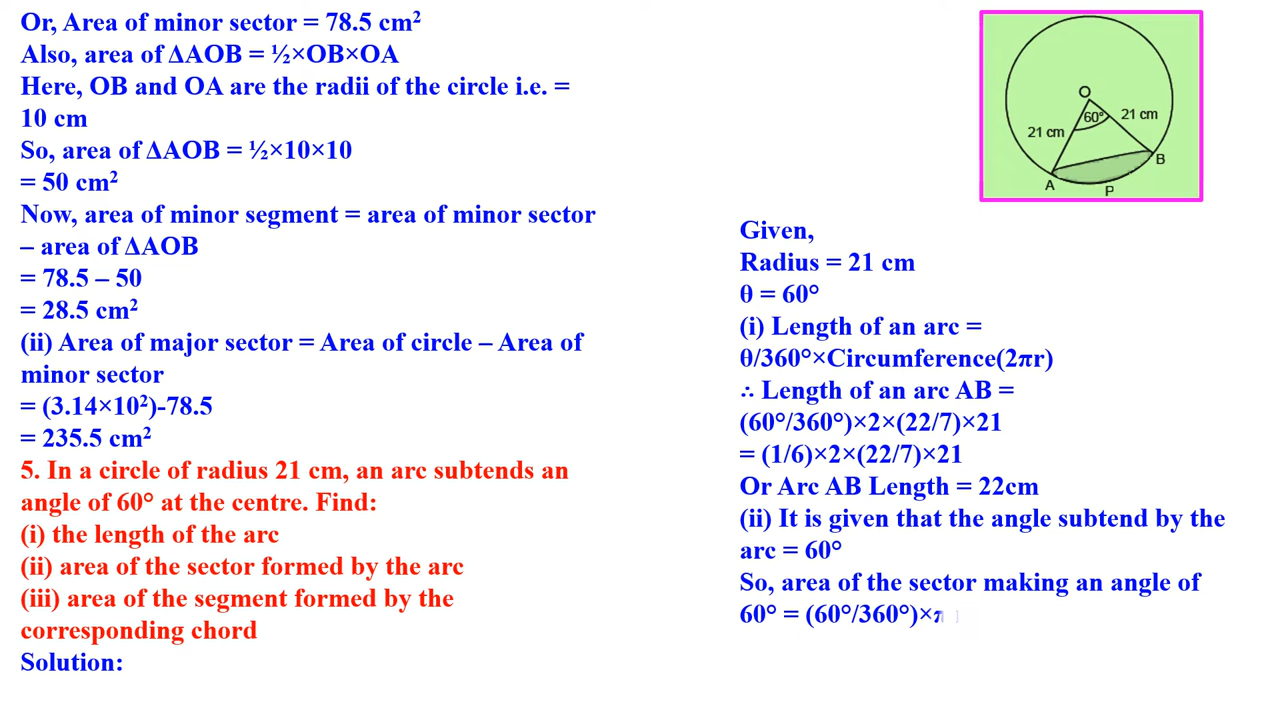 Or, Area of minor sector = 78.5 cm²
Also, area of ΔAOB = ½×OB×OA
Here, OB and OA are the radii of the circle i.e. =
10 cm
So, area of ΔAOB = ½×10×10
= 50 cm²
Now, area of minor segment = area of minor sector
– area of ΔAOB
= 78.5 – 50
= 28.5 cm²
(ii) Area of major sector = Area of circle – Area of
minor sector
= (3.14×10²)-78.5
= 235.5 cm²
5. In a circle of radius 21 cm, an arc subtends an
angle of 60° at the centre. Find:
(i) the length of the arc
(ii) area of the sector formed by the arc
(iii) area of the segment formed by the
corresponding chord
Solution:
O
60°
21 cm
21 cm
A
B
P
Given,
Radius = 21 cm
θ = 60°
(i) Length of an arc =
θ/360°×Circumference(2πr)
∴ Length of an arc AB =
(60°/360°)×2×(22/7)×21
= (1/6)×2×(22/7)×21
Or Arc AB Length = 22cm
(ii) It is given that the angle subtend by the
arc = 60°
So, area of the sector making an angle of
60° = (60°/360°)×π